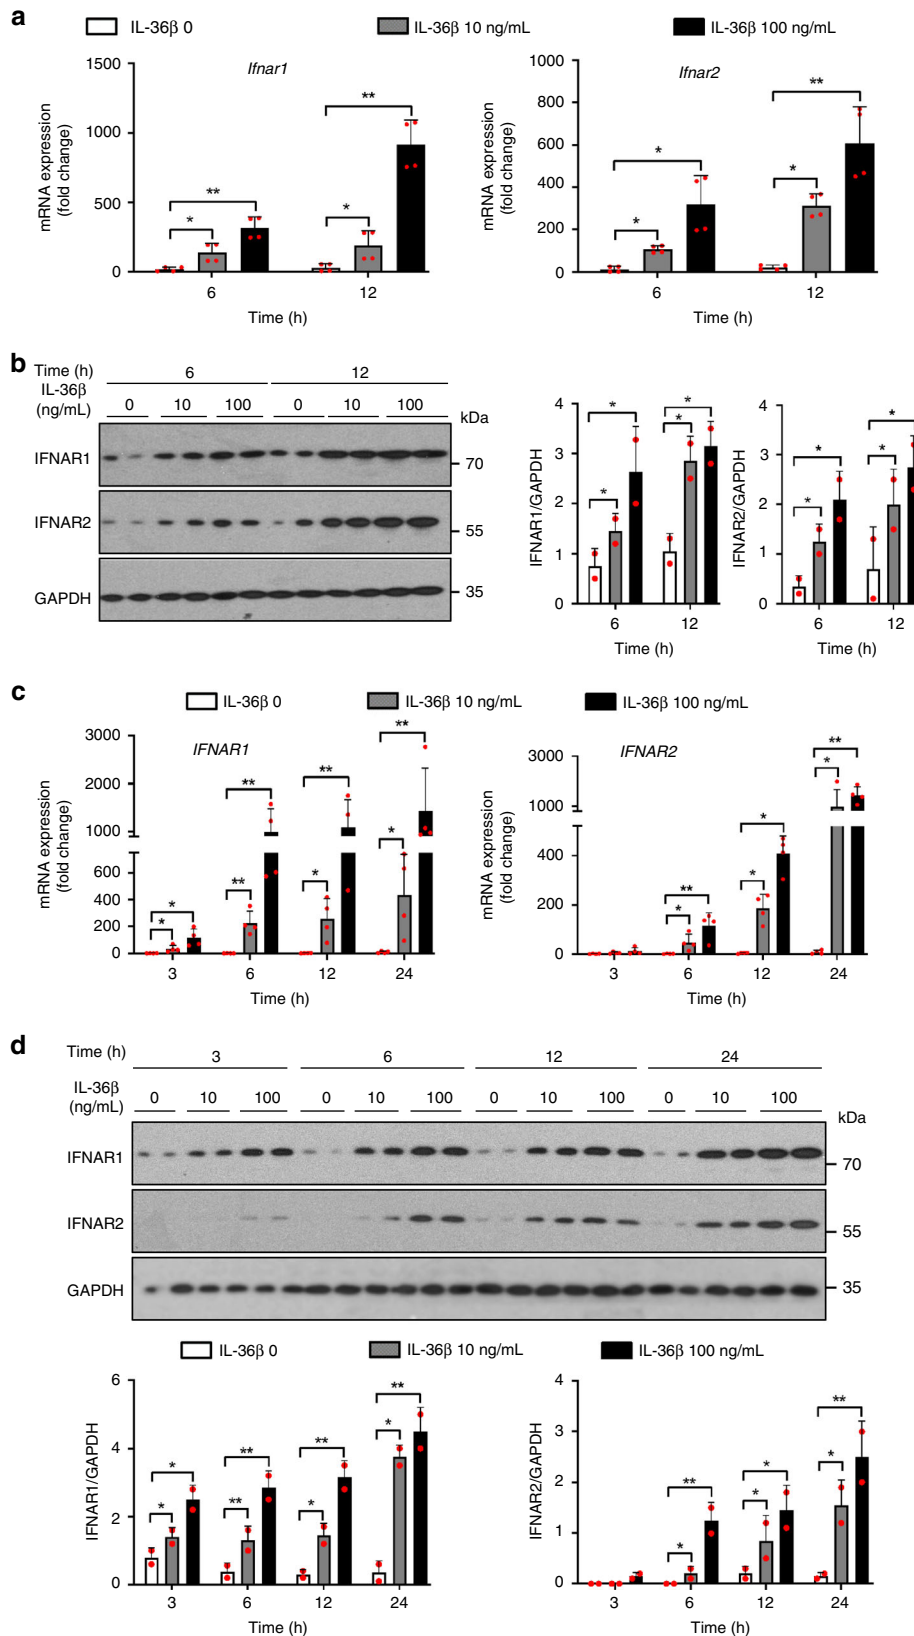 a
IL-36β 0 IL-36β 10 ng/mL IL-36β 100 ng/mL
Ifnar1
mRNA expression
(fold change)
1500
1000
500
0
** 
* ** *
6 12
Time (h)
Ifnar2
mRNA expression
(fold change)
1000
800
600
400
200
0
**
* * *
6 12
Time (h)
b
Time (h) 6 12
IL-36β
(ng/mL) 0 10 100 0 10 100
kDa
IFNAR1 70
IFNAR2 55
GAPDH 35
IFNAR1/GAPDH
4
3
2
1
0
* * * *
6 12
Time (h)
IFNAR2/GAPDH
4
3
2
1
0
* * * *
6 12
Time (h)
c
IL-36β 0 IL-36β 10 ng/mL IL-36β 100 ng/mL
IFNAR1
mRNA expression
(fold change)
3000
2000
1000
600
400
200
0
* * ** ** * ** * **
3 6 12 24
Time (h)
IFNAR2
mRNA expression
(fold change)
3000
1000
400
200
0
* ** * * * **
3 6 12 24
Time (h)
d
Time (h) 3 6 12 24
IL-36β
(ng/mL) 0 10 100 0 10 100 0 10 100 0 10 100
kDa
IFNAR1 70
IFNAR2 55
GAPDH 35
IL-36β 0 IL-36β 10 ng/mL IL-36β 100 ng/mL
IFNAR1/GAPDH
6
4
2
0
* * ** ** * ** * **
3 6 12 24
Time (h)
IFNAR2/GAPDH
4
3
2
1
0
* ** * * * **
3 6 12 24
Time (h)